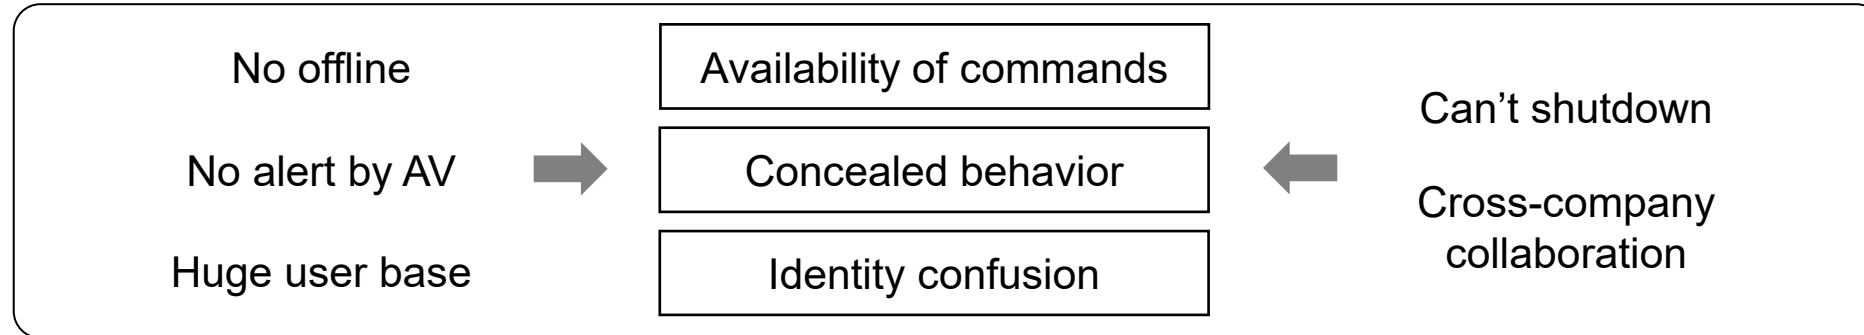 No offline
No alert by AV
Huge user base
Availability of commands
Concealed behavior
Identity confusion
Can’t shutdown
Cross-company
collaboration